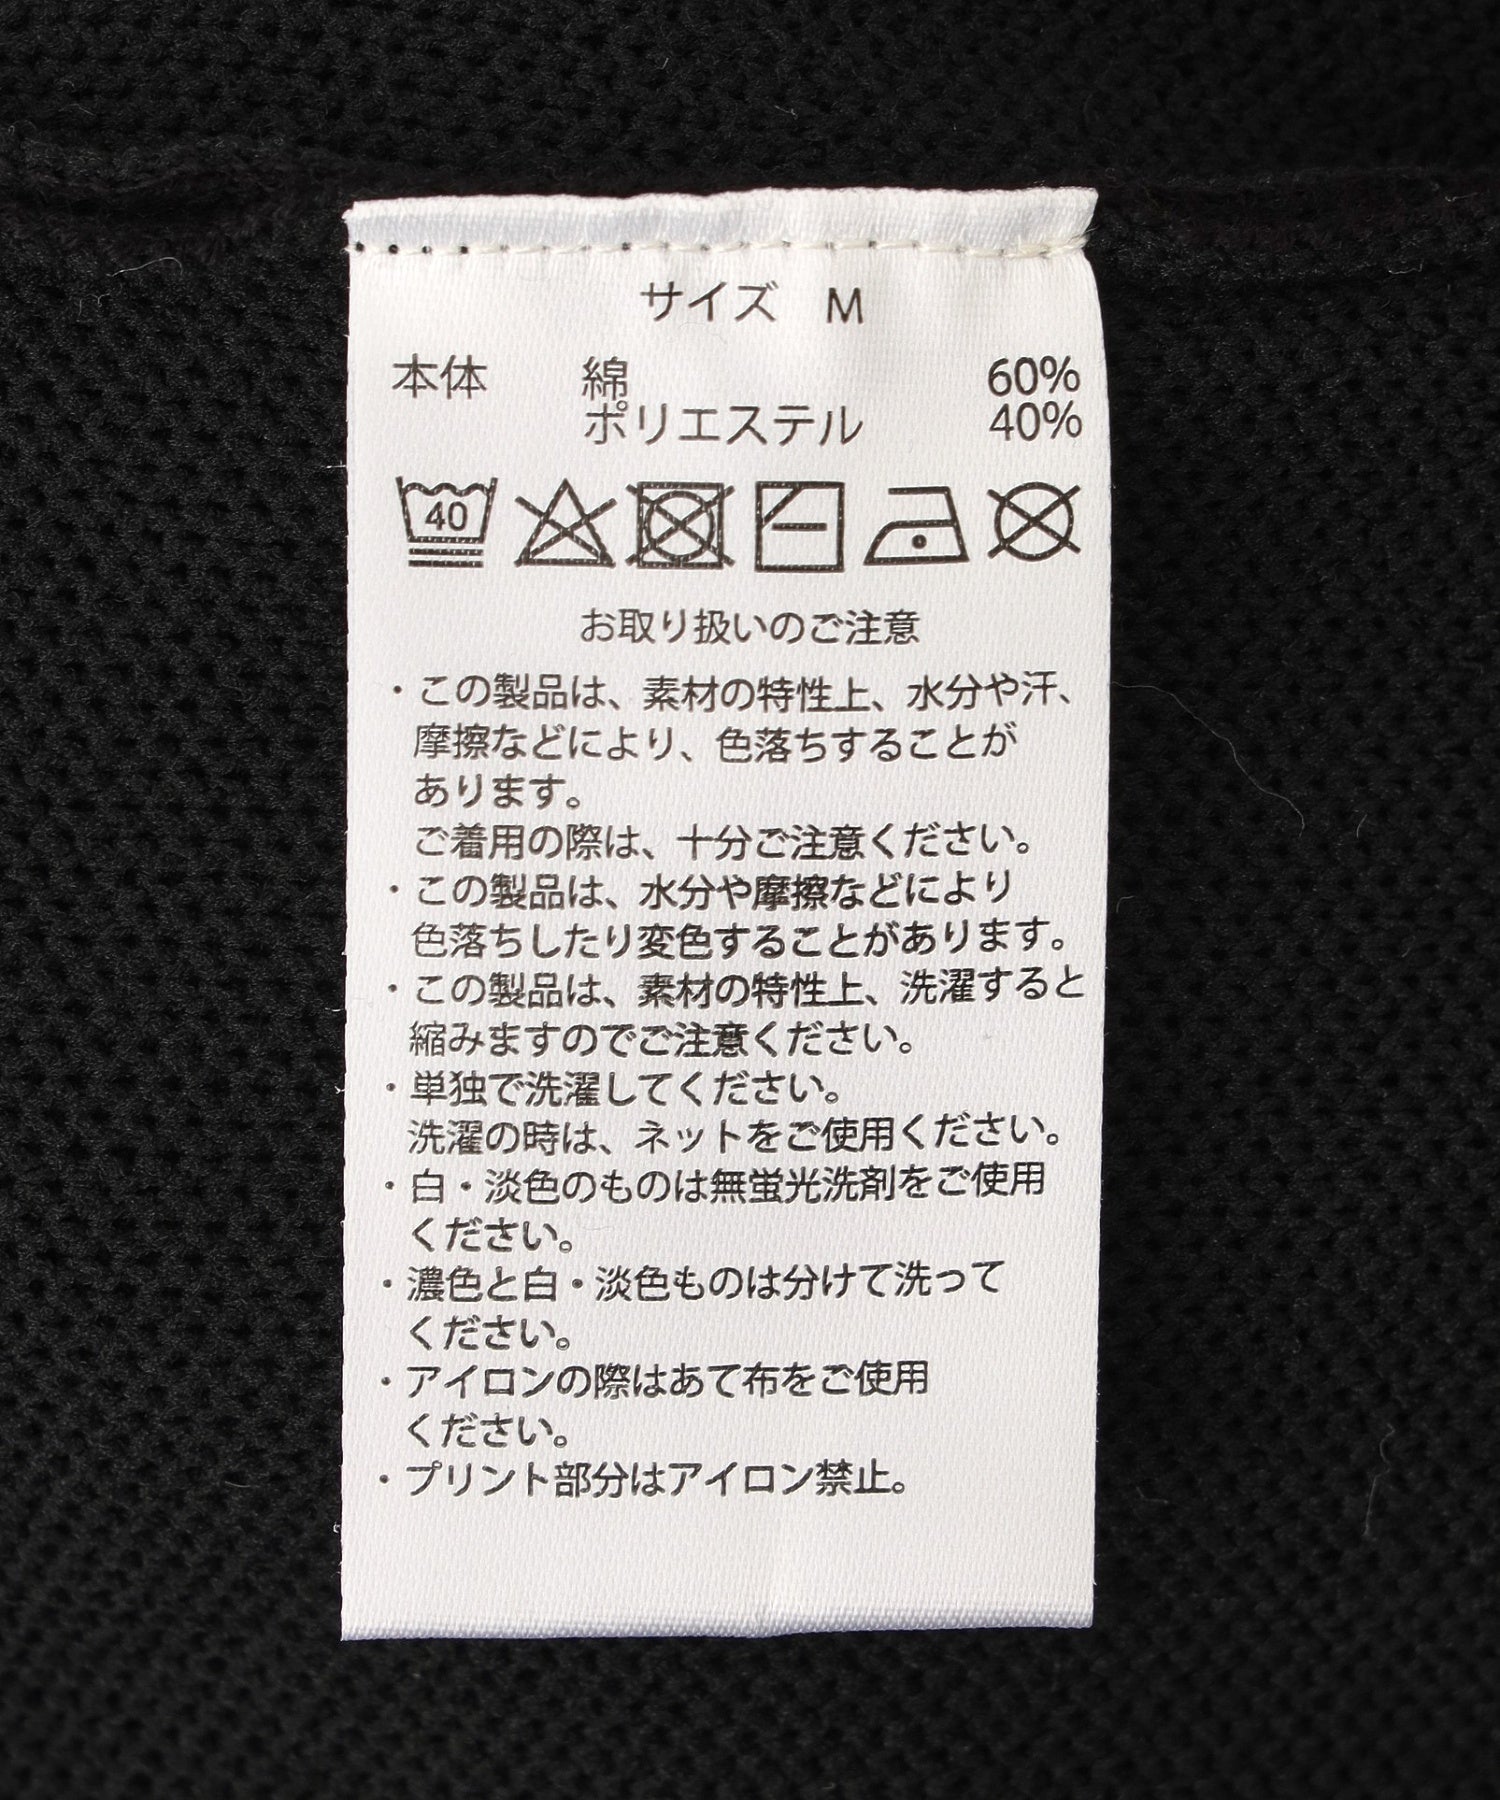 サイズ M
本体 綿 60%
ポリエステル 40%
40
お取り扱いのご注意
・この製品は、素材の特性上、水分や汗、
摩擦などにより、色落ちすることが
あります。
ご着用の際は、十分ご注意ください。
・この製品は、水分や摩擦などにより
色落ちしたり変色することがあります。
・この製品は、素材の特性上、洗濯すると
縮みますのでご注意ください。
・単独で洗濯してください。
洗濯の時は、ネットをご使用ください。
・白・淡色のものは無蛍光洗剤をご使用
ください。
・濃色と白・淡色ものは分けて洗って
ください。
・アイロンの際はあて布をご使用
ください。
・プリント部分はアイロン禁止。